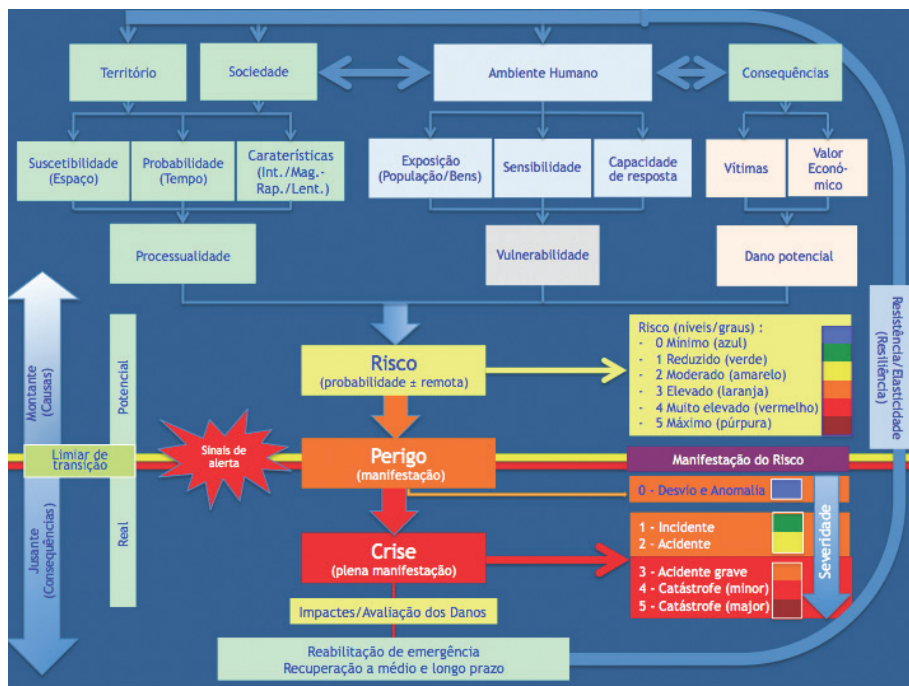 Território
Sociedade
Ambiente Humano
Consequências
Suscetibilidade
(Espaço)
Probabilidade
(Tempo)
Caraterísticas
(Int./Mag.-
Rap./Lent.)
Exposição
(População/Bens)
Sensibilidade
Capacidade
de resposta
Vítimas
Valor
Econó-
mico
Processualidade
Vulnerabilidade
Dano potencial
Resistência/Elasticidade
(Resiliência)
Montante
(Causas)
Potencial
Risco
(probabilidade ± remota)
Risco (níveis/graus) :
- 0 Mínimo (azul)
- 1 Reduzido (verde)
- 2 Moderado (amarelo)
- 3 Elevado (laranja)
- 4 Muito elevado (vermelho)
- 5 Máximo (púrpura)
Limiar de
transição
Sinais de
alerta
Perigo
(manifestação)
Manifestação do Risco
0 - Desvio e Anomalia
Jusante
(Consequências)
Real
Crise
(plena manifestação)
1 - Incidente
2 - Acidente
3 - Acidente grave
4 - Catástrofe (minor)
5 - Catástrofe (major)
Severidade
Impactes/Avaliação dos Danos
Reabilitação de emergência
Recuperação a médio e longo prazo